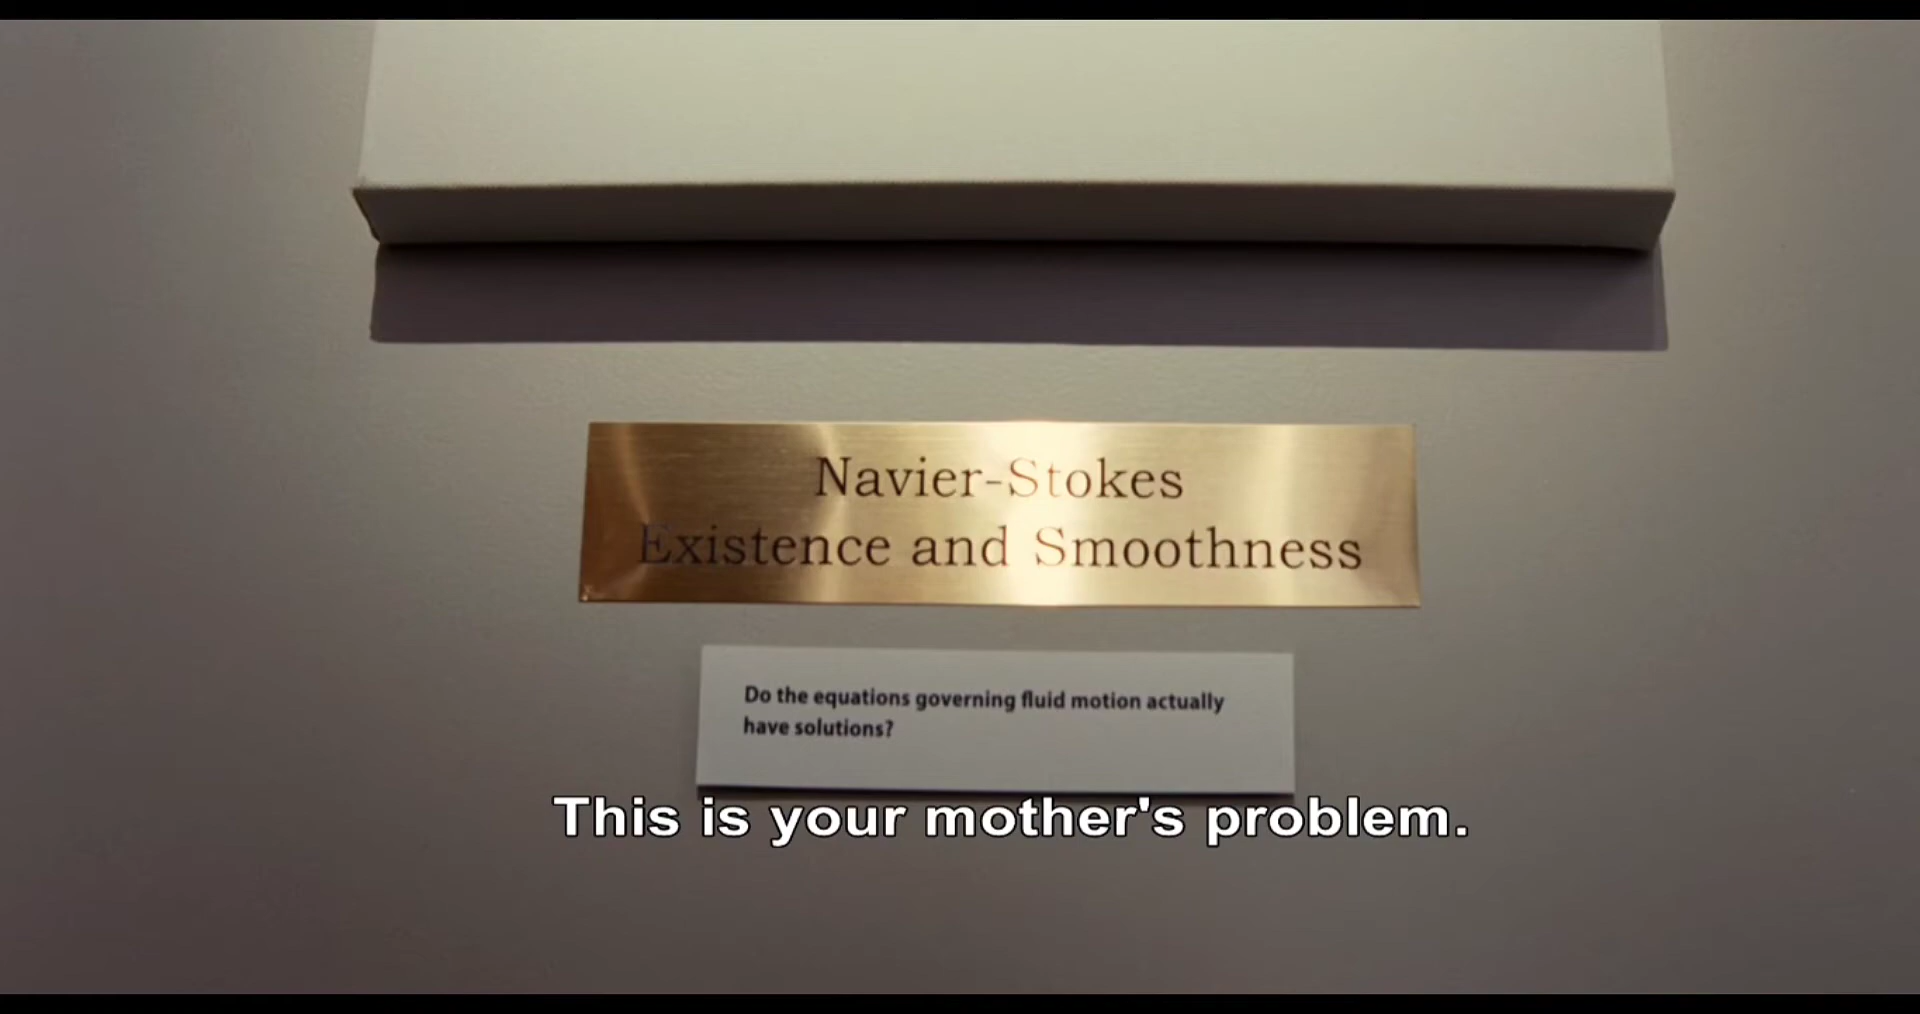 Navier-Stokes
Existence and Smoothness
Do the equations governing fluid motion actually
have solutions?
This is your mother's problem.